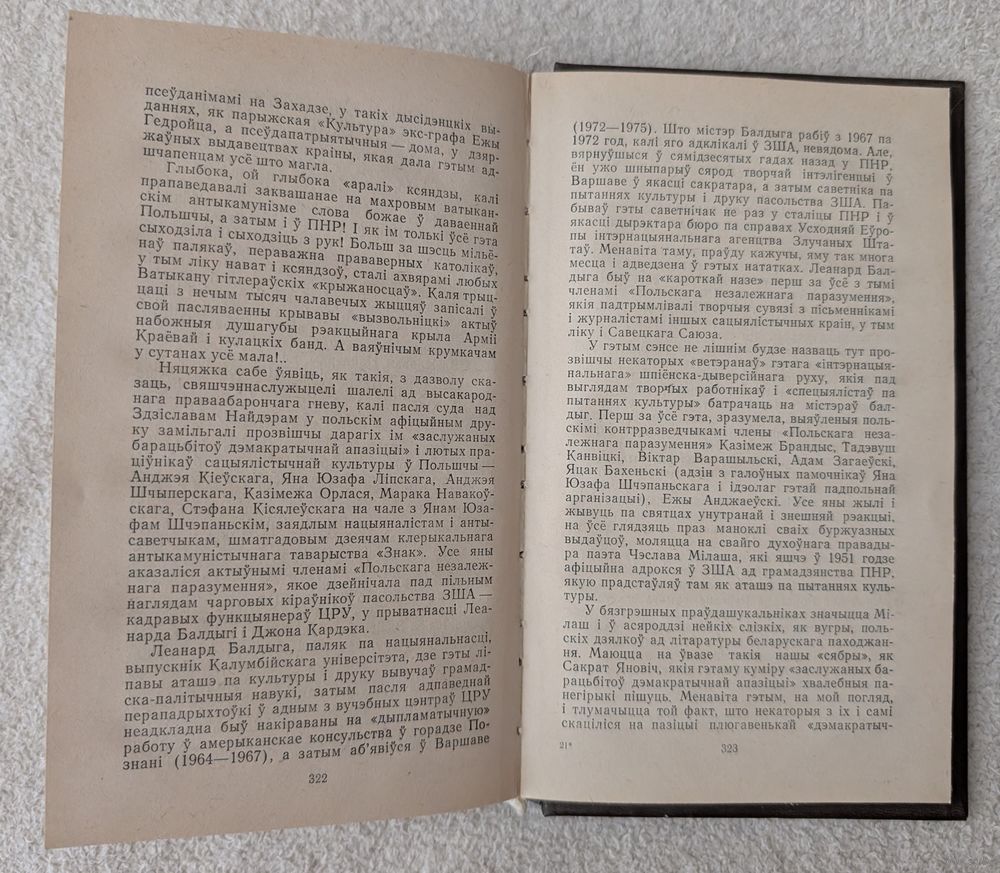 псеўданімамі на Захадзе, у такіх дысідэнцкіх вы-
даннях, як парыжская «Культура» экс-графа Ежы
Гедройца, а псеўдапатрыятычныя — дома, у дзяр-
жаўных выдавецтвах краіны, якая дала гэтым ад-
шчапенцам усё што магла.
Глыбока, ой глыбока «аралі» ксяндзы, калі
прапаведавалі заквашанае на махровым ватыкан-
скім антыкамунізме слова божае ў даваеннай
Польшчы, а затым і ў ПНР! І як ім толькі ўсё гэта
сыходзіла і сыходзіць з рук! Больш за шэсць мільё-
наў палякаў, пераважна прававерных католікаў,
у тым ліку нават і ксяндзоў, сталі ахвярамі любых
Ватыкану гітлераўскіх «крыжаносцаў». Каля трыц-
цаці з нечым тысяч чалавечых жыццяў запісалі ў
свой пасляваенны крывавы «вызвольніцкі» актыў
набожныя душагубы рэакцыйнага крыла Арміі
Краёвай і кулацкіх банд. А ваяўнічым крумкачам
у сутанах усё мала!..
Няцяжка сабе ўявіць, як такія, з дазволу ска-
заць, свяшчэннаслужыцелі шалелі ад высакарод-
нага праваабарончага гневу, калі пасля суда над
Здзіславам Найдэрам у польскім афіцыйным дру-
ку замільгалі прозвішчы дарагіх ім «заслужаных
барацьбітоў дэмакратычнай апазіцыі» і лютых пра-
ціўнікаў сацыялістычнай культуры ў Польшчы —
Анджэя Кіеўскага, Яна Юзафа Ліпскага, Анджэя
Шчыперскага, Казімежа Орлася, Марака Навакоў-
скага, Стэфана Кісялеўскага на чале з Янам Юза-
фам Шчэпаньскім, заядлым нацыяналістам і анты-
саветчыкам, шматгадовым дзеячам клерыкальнага
антыкамуністычнага таварыства «Знак». Усе яны
аказаліся актыўнымі членамі «Польскага незалеж-
нага паразумення», якое дзейнічала пад пільным
наглядам чарговых кіраўнікоў пасольства ЗША —
кадравых функцыянераў ЦРУ, у прыватнасці Леа-
нарда Балдыгі і Джона Кардэка.
Леанард Балдыга, паляк па нацыянальнасці,
выпускнік Калумбійскага універсітэта, дзе гэты лі-
павы аташэ па культуры і друку вывучаў грамад-
ска-палітычныя навукі, затым пасля адпаведнай
перападрыхтоўкі ў адным з вучэбных цэнтраў ЦРУ
неадкладна быў накіраваны на «дыпламатычную»
работу ў амерыканскае консульства ў горадзе По-
знані (1964—1967), а затым аб'явіўся ў Варшаве
322
(1972—1975). Што містэр Балдыга рабіў з 1967 па
1972 год, калі яго адклікалі ў ЗША, невядома. Але,
вярнуўшыся ў сямідзесятых гадах назад у ПНР,
ён ужо шныпарыў сярод творчай інтэлігенцыі ў
Варшаве ў якасці сакратара, а затым саветніка па
пытаннях культуры і друку пасольства ЗША. Па-
бываў гэты саветнічак не раз у сталіцы ПНР і ў
якасці дырэктара бюро па справах Усходняй Еўро-
пы інтэрнацыянальнага агенцтва Злучаных Шта-
таў. Менавіта таму, праўду кажучы, яму так многа
месца і адведзена ў гэтых нататках. Леанард Бал-
дыга быў на «кароткай назе» перш за ўсё з тымі
членамі «Польскага незалежнага паразумення»,
якія падтрымлівалі творчыя сувязі з пісьменнікамі
і журналістамі іншых сацыялістычных краін, у тым
ліку і Савецкага Саюза.
У гэтым сэнсе не лішнім будзе назваць тут про-
звішчы некаторых «ветэранаў» гэтага «інтэрнацыя-
нальнага» шпіёнска-дыверсійнага руху, якія пад
выглядам творчых работнікаў і «спецыялістаў па
пытаннях культуры» батрачаць на містэраў бал-
дыг. Перш за ўсё гэта, зразумела, выяўленыя поль-
скімі контрразведчыкамі члены «Польскага неза-
лежнага паразумення» Казімеж Брандыс, Тадэвуш
Канвіцкі, Віктар Варашыльскі, Адам Загаеўскі,
Яцак Бахеньскі (адзін з галоўных памочнікаў Яна
Юзафа Шчэпаньскага і ідэолаг гэтай падпольнай
арганізацыі), Ежы Анджаеўскі. Усе яны жылі і
жывуць па святцах унутранай і знешняй рэакцыі,
на ўсё глядзяць праз маноклі сваіх буржуазных
выдаўцоў, моляцца на свайго духоўнага правады-
ра паэта Чэслава Мілаша, які яшчэ ў 1951 годзе
афіцыйна адрокся ў ЗША ад грамадзянства ПНР,
якую прадстаўляў там як аташэ па пытаннях куль-
туры.
У бязгрэшных праўдашукальніках значыцца Мі-
лаш і ў асяроддзі нейкіх слізкіх, як вугры, поль-
скіх дзялкоў ад літаратуры беларускага паходжан-
ня. Маюцца на ўвазе такія нашы «сябры», як
Сакрат Яновіч, якія гэтаму куміру «заслужаных ба-
рацьбітоў дэмакратычнай апазіцыі» хвалебныя па-
негірыкі пішуць. Менавіта гэтым, на мой погляд,
і тлумачыцца той факт, што некаторыя з іх і самі
скаціліся на пазіцыі плюгавенькай «дэмакратыч-
21*
323